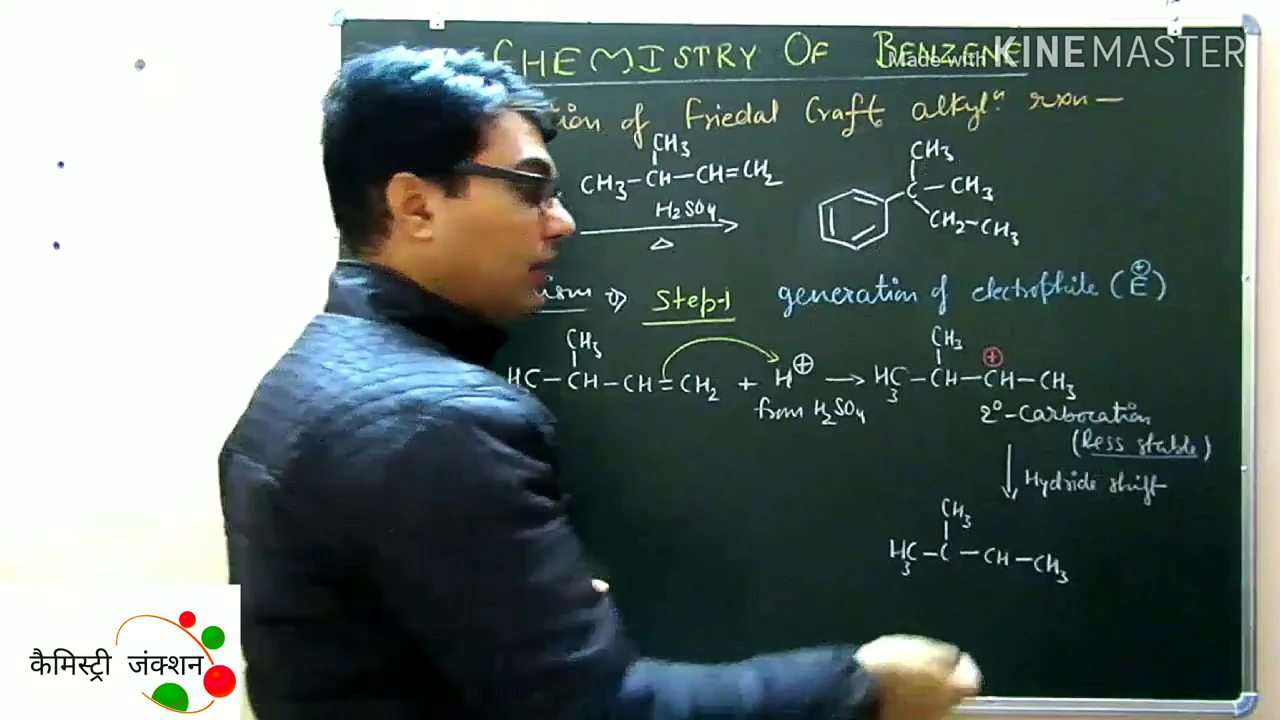 CHEMISTRY OF BENZENE
Made with KINEMASTER
tion of Friedal Craft alkylⁿ. rxn —
CH3
CH3-CH-CH=CH2
H2SO4
△
CH3
C-CH3
CH2-CH3
ism Step-1 generation of electrophile (E⊕)
CH3
HC-CH-CH=CH2 + H⊕ → H3C-CH-CH-CH3
from H2SO4
CH3
⊕
2°-Carbocation
(less stable)
↓ Hydride shift
CH3
H3C-C-CH-CH3
कैमिस्ट्री जंक्शन